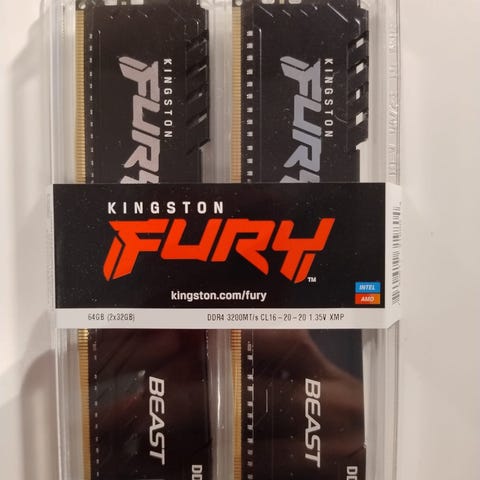 KINGSTON
FURY
KINGSTON
FURY
KINGSTON
FURY™
kingston.com/fury
INTEL
AMD
64GB (2x32GB)
DDR4 3200MT/s CL16-20-20 1.35V XMP
BEAST
BEAST